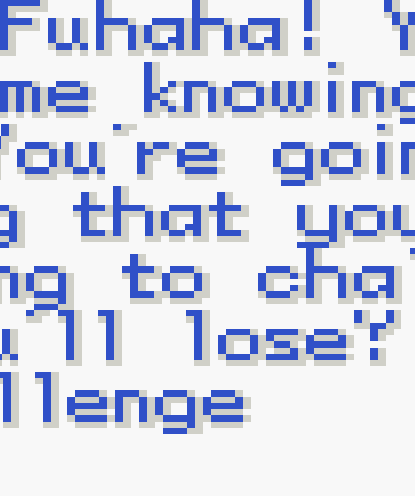 Fuhaha! Y
me knowing
You're goin
g that you
ng to cha
u'll lose?
llenge